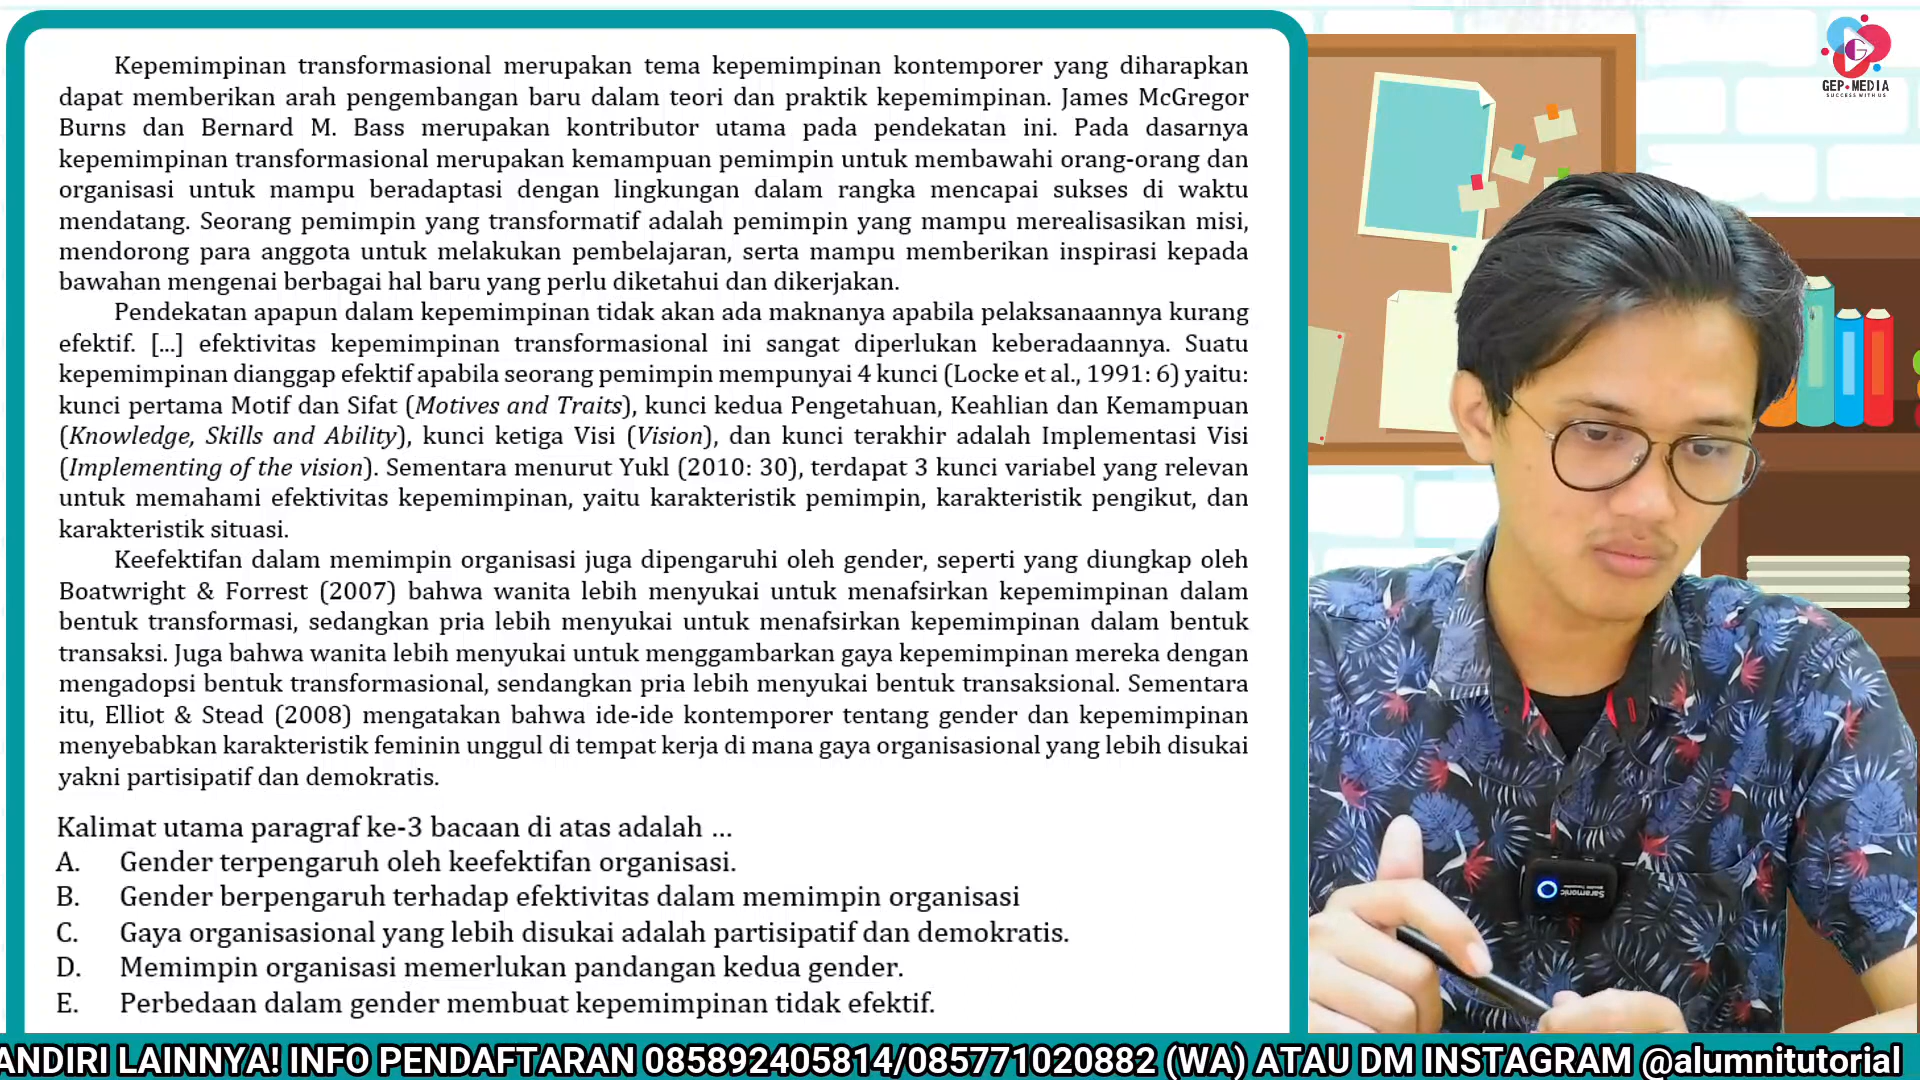 Kepemimpinan transformasional merupakan tema kepemimpinan kontemporer yang diharapkan
dapat memberikan arah pengembangan baru dalam teori dan praktik kepemimpinan. James McGregor
Burns dan Bernard M. Bass merupakan kontributor utama pada pendekatan ini. Pada dasarnya
kepemimpinan transformasional merupakan kemampuan pemimpin untuk membawahi orang-orang dan
organisasi untuk mampu beradaptasi dengan lingkungan dalam rangka mencapai sukses di waktu
mendatang. Seorang pemimpin yang transformatif adalah pemimpin yang mampu merealisasikan misi,
mendorong para anggota untuk melakukan pembelajaran, serta mampu memberikan inspirasi kepada
bawahan mengenai berbagai hal baru yang perlu diketahui dan dikerjakan.
Pendekatan apapun dalam kepemimpinan tidak akan ada maknanya apabila pelaksanaannya kurang
efektif. [...] efektivitas kepemimpinan transformasional ini sangat diperlukan keberadaannya. Suatu
kepemimpinan dianggap efektif apabila seorang pemimpin mempunyai 4 kunci (Locke et al., 1991: 6) yaitu:
kunci pertama Motif dan Sifat (Motives and Traits), kunci kedua Pengetahuan, Keahlian dan Kemampuan
(Knowledge, Skills and Ability), kunci ketiga Visi (Vision), dan kunci terakhir adalah Implementasi Visi
(Implementing of the vision). Sementara menurut Yukl (2010: 30), terdapat 3 kunci variabel yang relevan
untuk memahami efektivitas kepemimpinan, yaitu karakteristik pemimpin, karakteristik pengikut, dan
karakteristik situasi.
Keefektifan dalam memimpin organisasi juga dipengaruhi oleh gender, seperti yang diungkap oleh
Boatwright & Forrest (2007) bahwa wanita lebih menyukai untuk menafsirkan kepemimpinan dalam
bentuk transformasi, sedangkan pria lebih menyukai untuk menafsirkan kepemimpinan dalam bentuk
transaksi. Juga bahwa wanita lebih menyukai untuk menggambarkan gaya kepemimpinan mereka dengan
mengadopsi bentuk transformasional, sendangkan pria lebih menyukai bentuk transaksional. Sementara
itu, Elliot & Stead (2008) mengatakan bahwa ide-ide kontemporer tentang gender dan kepemimpinan
menyebabkan karakteristik feminin unggul di tempat kerja di mana gaya organisasional yang lebih disukai
yakni partisipatif dan demokratis.
Kalimat utama paragraf ke-3 bacaan di atas adalah ...
A. Gender terpengaruh oleh keefektifan organisasi.
B. Gender berpengaruh terhadap efektivitas dalam memimpin organisasi
C. Gaya organisasional yang lebih disukai adalah partisipatif dan demokratis.
D. Memimpin organisasi memerlukan pandangan kedua gender.
E. Perbedaan dalam gender membuat kepemimpinan tidak efektif.
G
GEP MEDIA
SUCCESS WITH US
Saramonic
ANDIRI LAINNYA! INFO PENDAFTARAN 085892405814/085771020882 (WA) ATAU DM INSTAGRAM @alumnitutorial